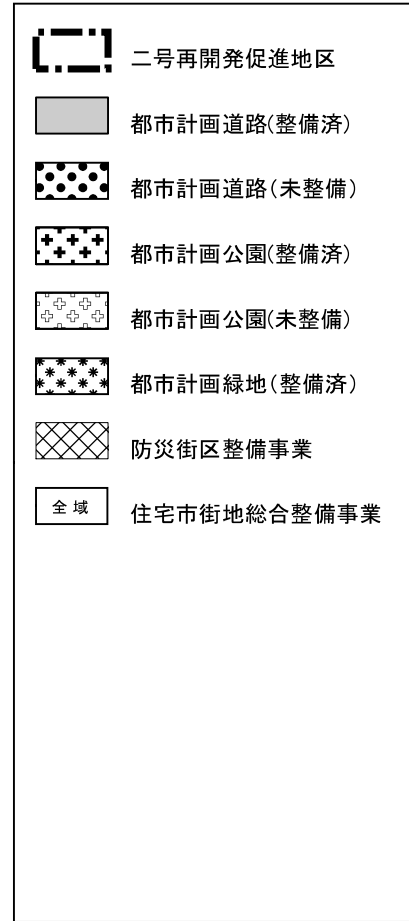 二号再開発促進地区
都市計画道路(整備済)
都市計画道路(未整備)
都市計画公園(整備済)
都市計画公園(未整備)
都市計画緑地(整備済)
防災街区整備事業
全域 住宅市街地総合整備事業